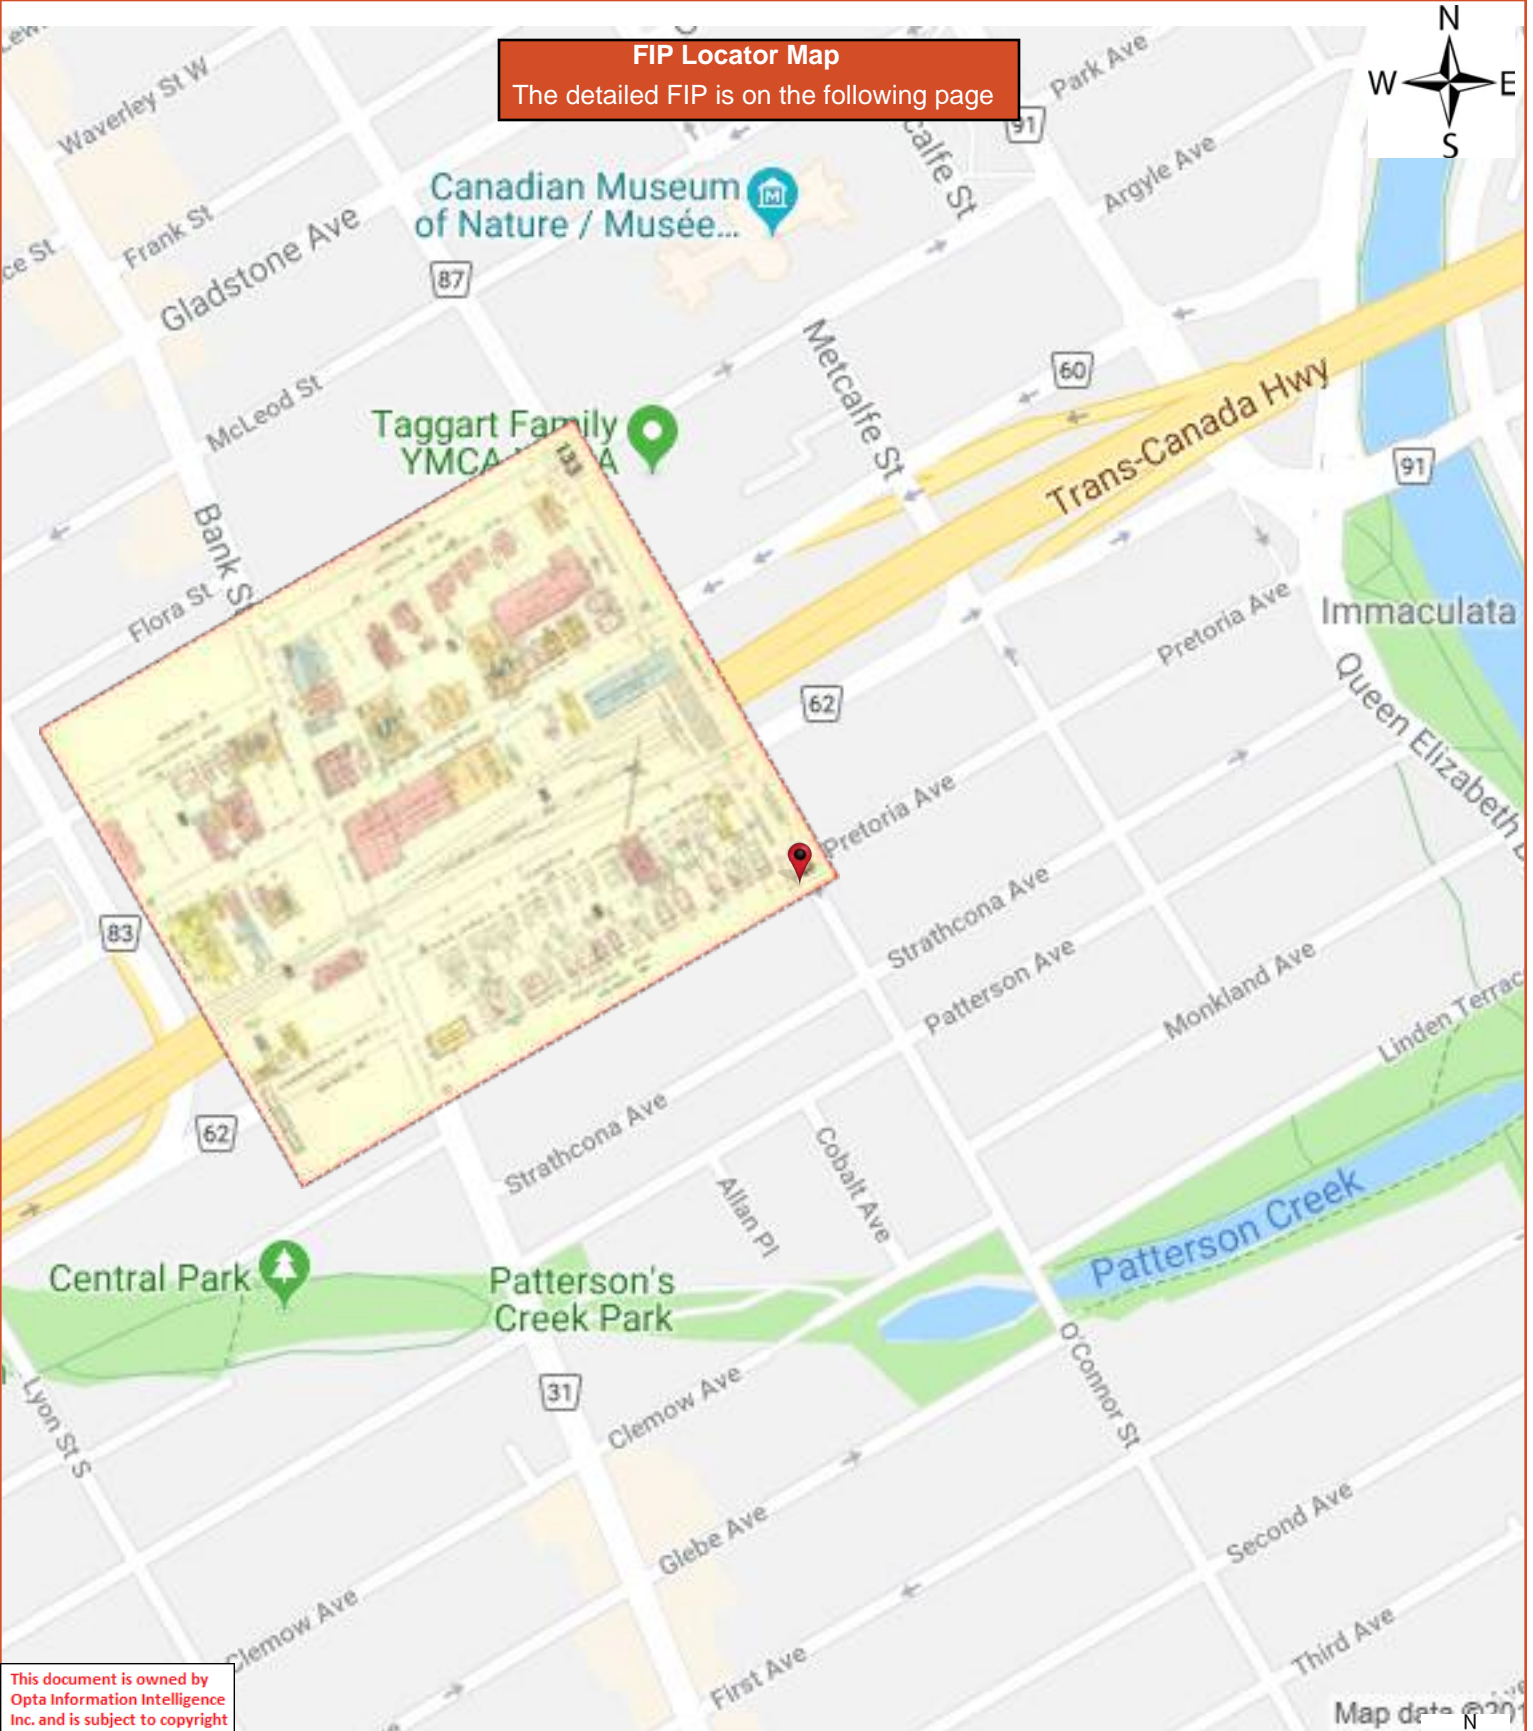 N
W
E
S
FIP Locator Map
The detailed FIP is on the following page
Waverley St W
Park Ave
91
Argyle Ave
Canadian Museum
of Nature / Musée...
Frank St
Gladstone Ave
87
Metcalfe St
60
McLeod St
Trans-Canada Hwy
91
Taggart Family
133
Bank St
Flora St
Pretoria Ave
Immaculata
Queen Elizabeth
62
Pretoria Ave
Strathcona Ave
83
Patterson Ave
Monkland Ave
Linden Terrac
62
Strathcona Ave
Cobalt Ave
Allan Pl
Patterson Creek
Central Park
Patterson's
Creek Park
O'Connor St
31
Lyon St S
Clemow Ave
Glebe Ave
Second Ave
Clemow Ave
Third Ave
First Ave
This document is owned by
Opta Information Intelligence
Inc. and is subject to copyright
Map data ©201
N